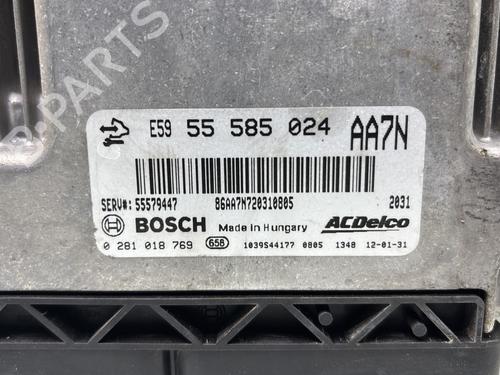 B-PARTS
E59 55 585 024 AA7N
SERV#: 55579447 86AA7N720310805 2031
BOSCH Made in Hungary ACDelco
0 281 018 769 658 1039S44177 0805 1348 12-01-31